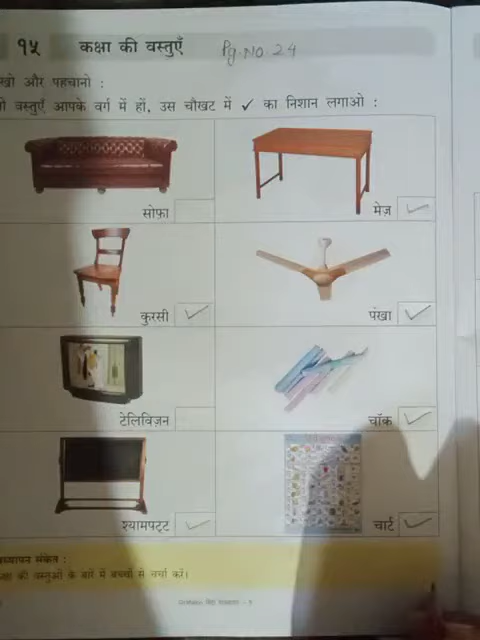 १५ कक्षा की वस्तुएँ Pg.No.24
और पहचानो :
वस्तुएँ आपके वर्ग में हों, उस चौखट में ✓ का निशान लगाओ :
सोफ़ा मेज़ ✓
कुरसी ✓ पंखा ✓
टेलिविज़न चॉक ✓
श्यामपट्ट ✓ चार्ट ✓
संकेत :
की वस्तुओं के बारे में बच्चों से चर्चा करें।